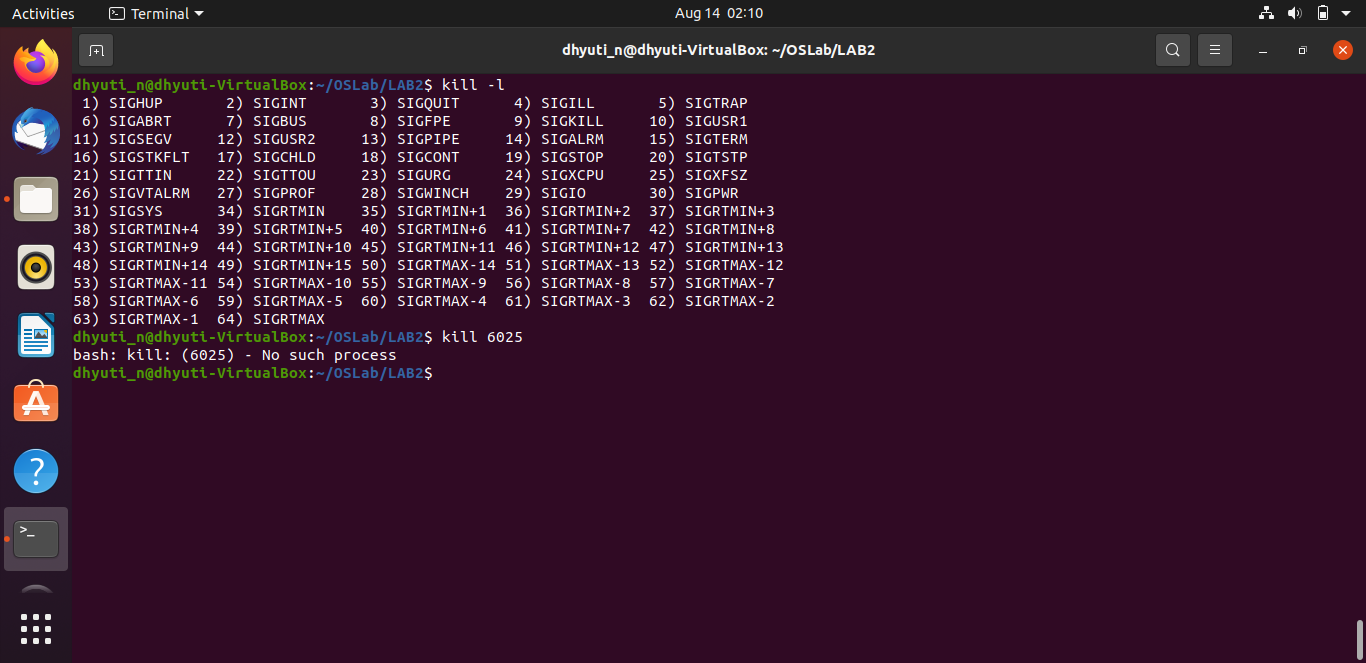 Activities Terminal Aug 14 02:10
dhyuti_n@dhyuti-VirtualBox: ~/OSLab/LAB2
dhyuti_n@dhyuti-VirtualBox:~/OSLab/LAB2$ kill -l
 1) SIGHUP       2) SIGINT       3) SIGQUIT      4) SIGILL       5) SIGTRAP
 6) SIGABRT      7) SIGBUS       8) SIGFPE       9) SIGKILL     10) SIGUSR1
11) SIGSEGV     12) SIGUSR2     13) SIGPIPE     14) SIGALRM     15) SIGTERM
16) SIGSTKFLT   17) SIGCHLD     18) SIGCONT     19) SIGSTOP     20) SIGTSTP
21) SIGTTIN     22) SIGTTOU     23) SIGURG      24) SIGXCPU     25) SIGXFSZ
26) SIGVTALRM   27) SIGPROF     28) SIGWINCH    29) SIGIO       30) SIGPWR
31) SIGSYS      34) SIGRTMIN    35) SIGRTMIN+1  36) SIGRTMIN+2  37) SIGRTMIN+3
38) SIGRTMIN+4  39) SIGRTMIN+5  40) SIGRTMIN+6  41) SIGRTMIN+7  42) SIGRTMIN+8
43) SIGRTMIN+9  44) SIGRTMIN+10 45) SIGRTMIN+11 46) SIGRTMIN+12 47) SIGRTMIN+13
48) SIGRTMIN+14 49) SIGRTMIN+15 50) SIGRTMAX-14 51) SIGRTMAX-13 52) SIGRTMAX-12
53) SIGRTMAX-11 54) SIGRTMAX-10 55) SIGRTMAX-9  56) SIGRTMAX-8  57) SIGRTMAX-7
58) SIGRTMAX-6  59) SIGRTMAX-5  60) SIGRTMAX-4  61) SIGRTMAX-3  62) SIGRTMAX-2
63) SIGRTMAX-1  64) SIGRTMAX
dhyuti_n@dhyuti-VirtualBox:~/OSLab/LAB2$ kill 6025
bash: kill: (6025) - No such process
dhyuti_n@dhyuti-VirtualBox:~/OSLab/LAB2$